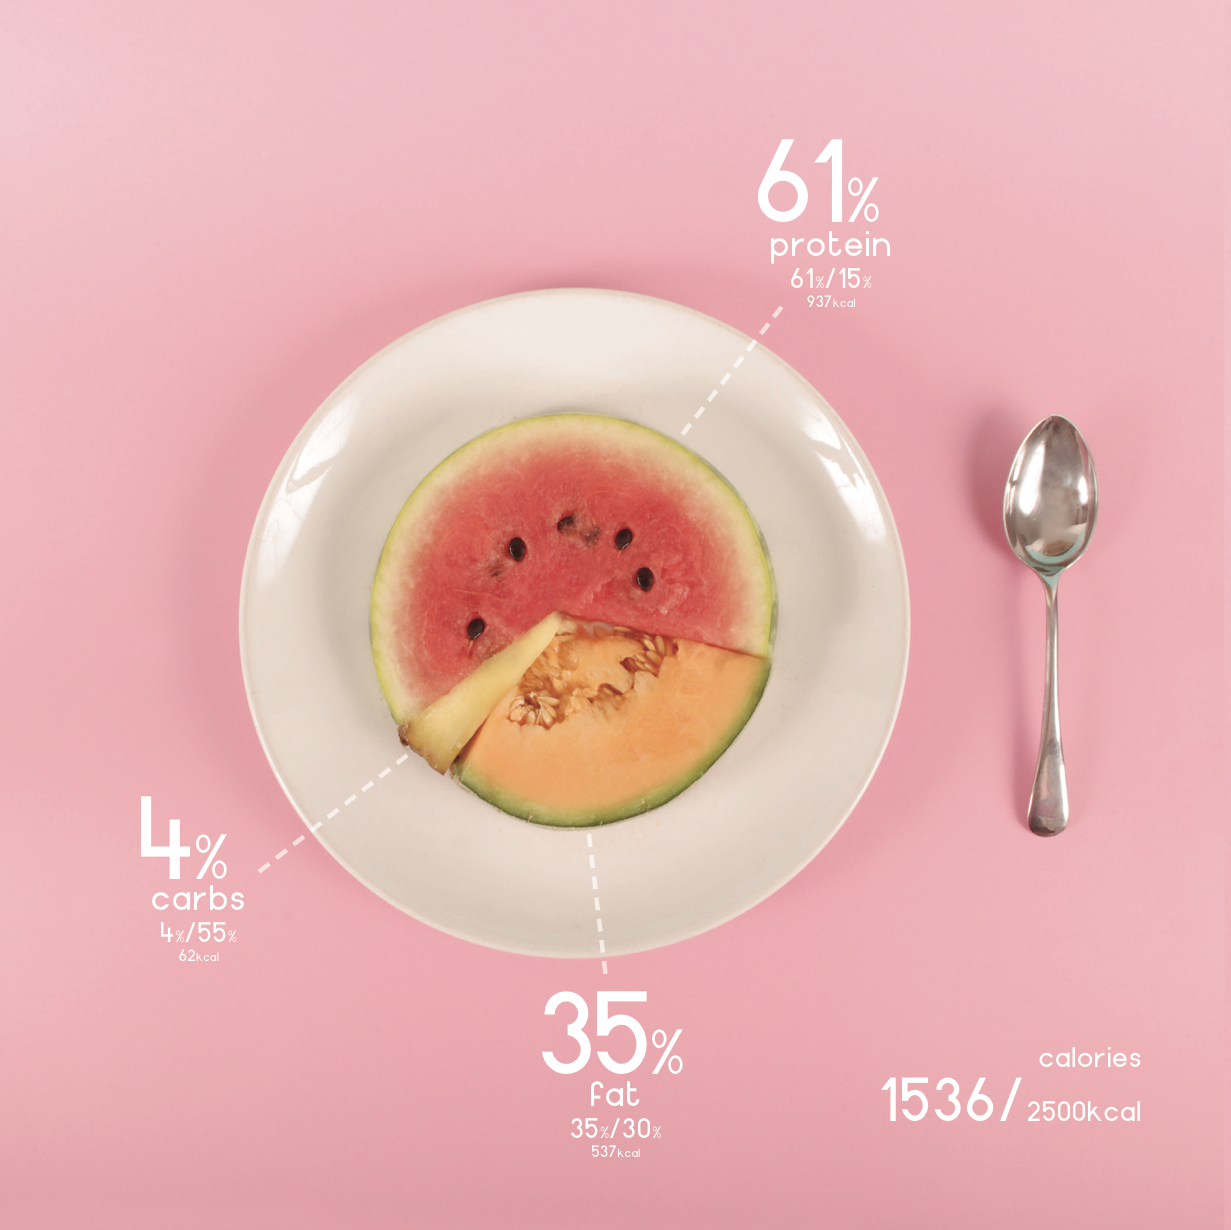 61%
protein
61%/15%
937kcal
4%
carbs
4%/55%
62kcal
35%
fat
35%/30%
537kcal
calories
1536/2500kcal